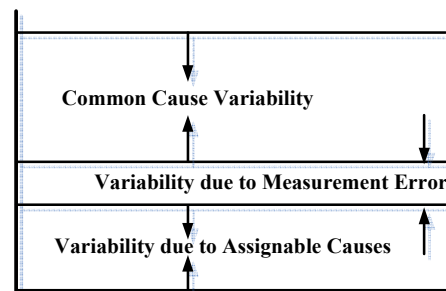 Common Cause Variability
Variability due to Measurement Error
Variability due to Assignable Causes